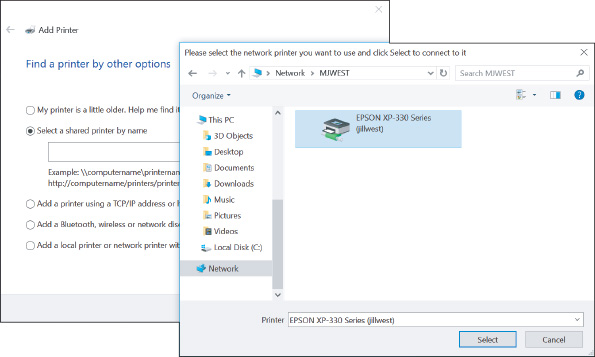 Add Printer
Find a printer by other options
My printer is a little older. Help me find it
Select a shared printer by name
Example: \\computername\printernam
http://computername/printers/printer
Add a printer using a TCP/IP address or h
Add a Bluetooth, wireless or network disc
Add a local printer or network printer wit
Please select the network printer you want to use and click Select to connect to it
Network > MJWEST
Search MJWEST
Organize
This PC
3D Objects
Desktop
Documents
Downloads
Music
Pictures
Videos
Local Disk (C:)
Network
EPSON XP-330 Series
(jillwest)
Printer EPSON XP-330 Series (jillwest)
Select Cancel